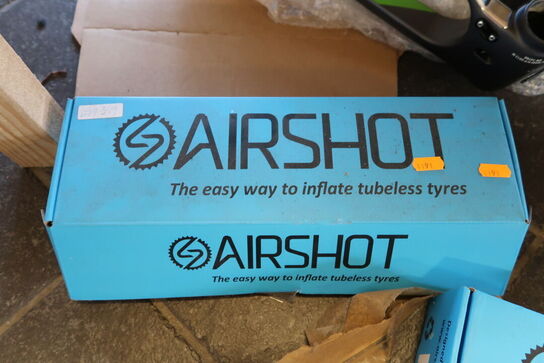 AIRSHOT
The easy way to inflate tubeless tyres
AIRSHOT
The easy way to inflate tubeless tyres